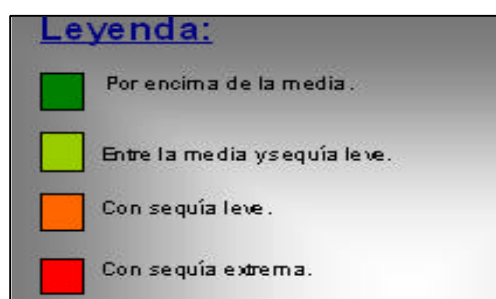 Leyenda:
Por encima de la media.
Entre la media y sequía leve.
Con sequía leve.
Con sequía extrema.